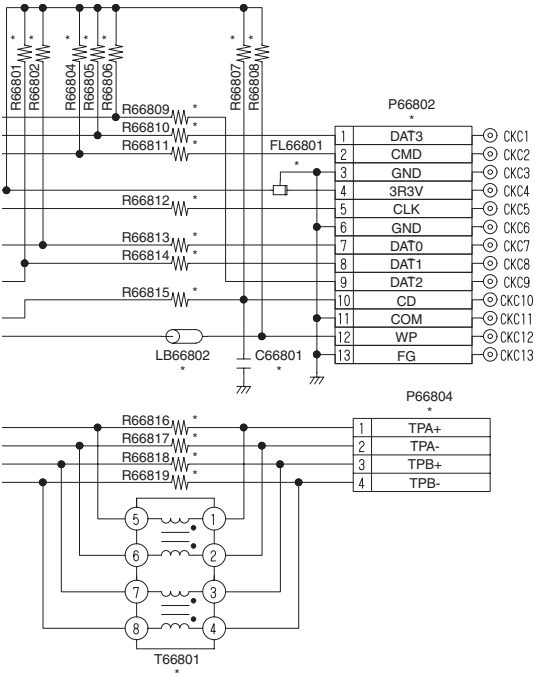 * * * * * * *
R66801
R66802
R66804
R66805
R66806
R66807
R66808
P66802
*
R66809 *
R66810 *
R66811 *
FL66801
*
R66812 *
R66813 *
R66814 *
R66815 *
LB66802
*
C66801
*
1 DAT3 CKC1
2 CMD CKC2
3 GND CKC3
4 3R3V CKC4
5 CLK CKC5
6 GND CKC6
7 DAT0 CKC7
8 DAT1 CKC8
9 DAT2 CKC9
10 CD CKC10
11 COM CKC11
12 WP CKC12
13 FG CKC13
P66804
*
R66816 *
R66817 *
R66818 *
R66819 *
1 TPA+
2 TPA-
3 TPB+
4 TPB-
5 1
6 2
7 3
8 4
T66801
*